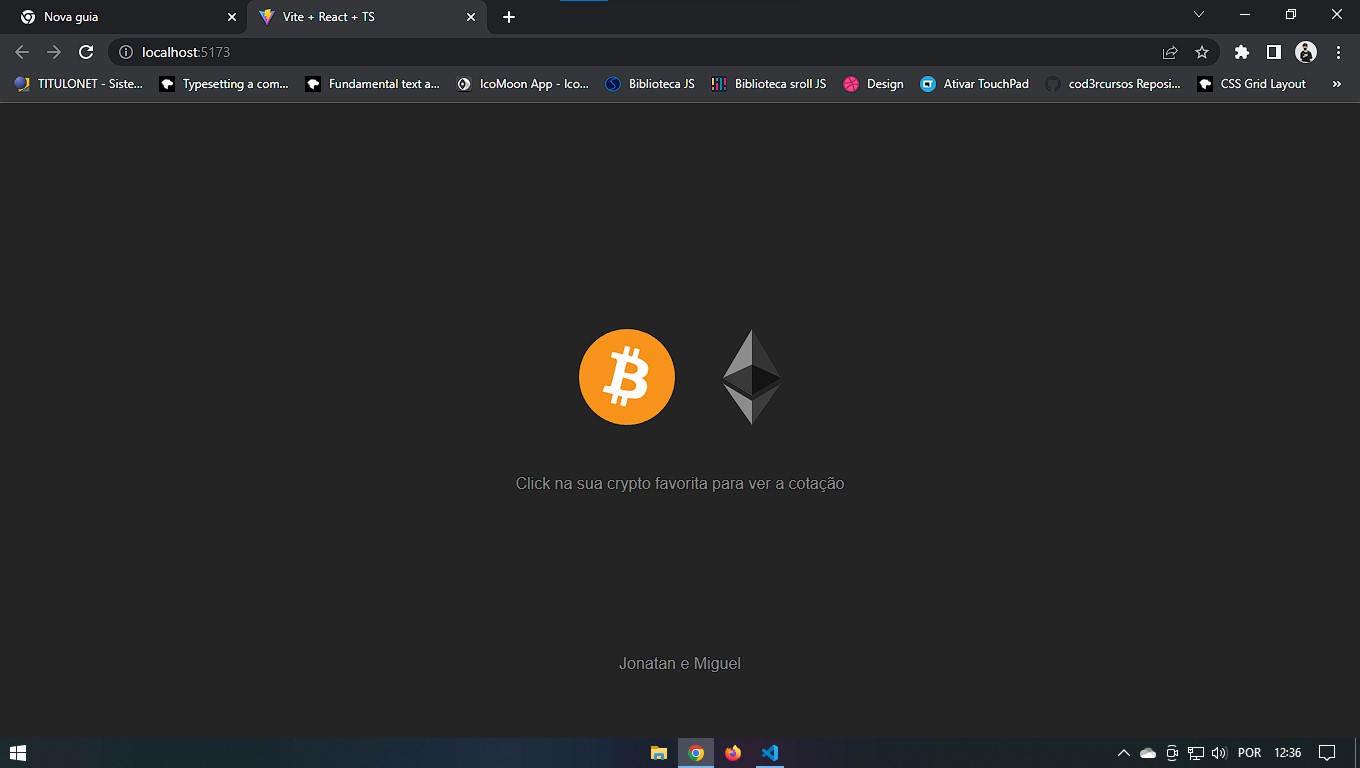 Nova guia
Vite + React + TS
localhost:5173
TITULONET - Siste...
Typesetting a com...
Fundamental text a...
IcoMoon App - Ico...
Biblioteca JS
Biblioteca sroll JS
Design
Ativar TouchPad
cod3rcursos Reposi...
CSS Grid Layout
»
Click na sua crypto favorita para ver a cotação
Jonatan e Miguel
POR
12:36